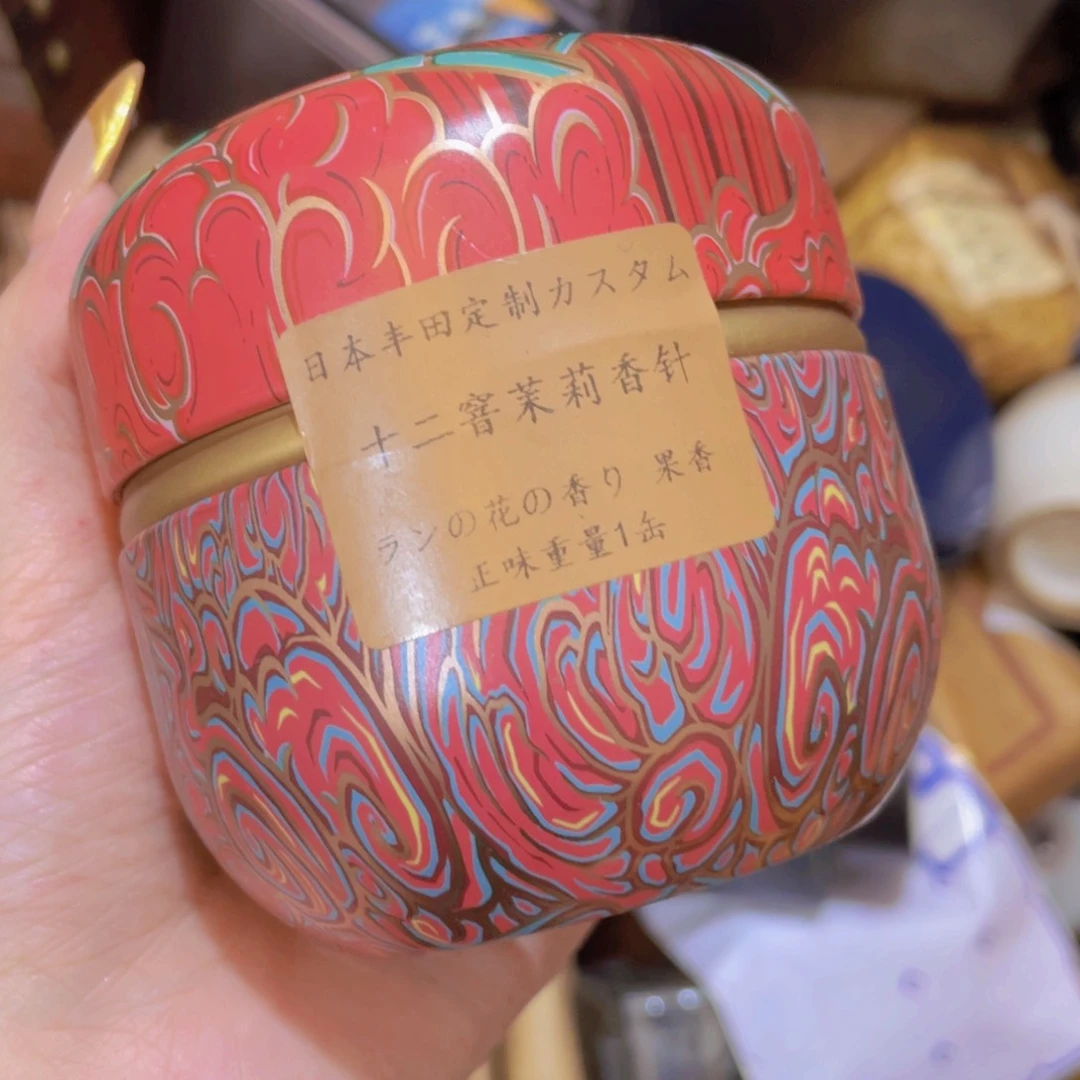 日本丰田定制カスタム
十二窨茉莉香针
ランの花の香り 果香
正味重量1缶